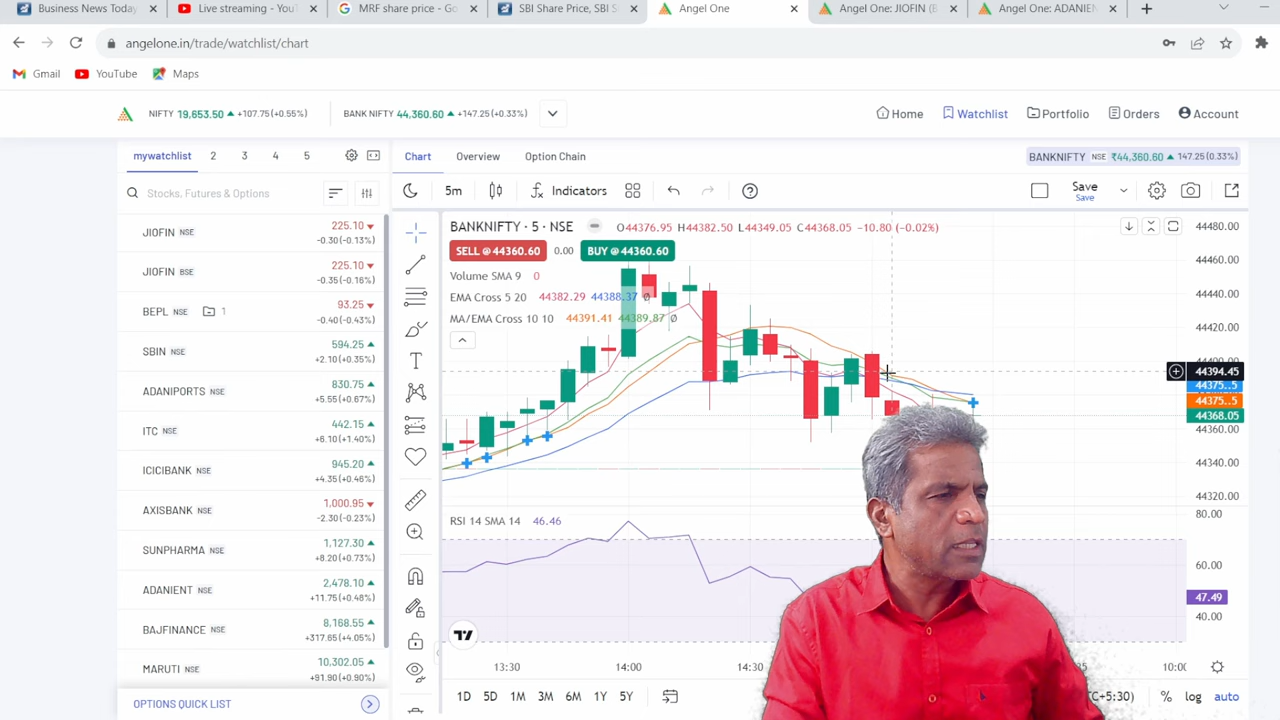 Business News Today
Live streaming - You
MRF share price - Go
SBI Share Price, SBI S
Angel One
Angel One: JIOFIN (B
Angel One: ADANIEN
angelone.in/trade/watchlist/chart
Gmail
YouTube
Maps
NIFTY 19,653.50 +107.75(+0.55%)
BANK NIFTY 44,360.60 +147.25(+0.33%)
Home
Watchlist
Portfolio
Orders
Account
mywatchlist 2 3 4 5
Chart
Overview
Option Chain
BANKNIFTY NSE ₹44,360.60 147.25(0.33%)
Stocks, Futures & Options
5m
Indicators
Save
Save
JIOFIN NSE 225.10
-0.30(-0.13%)
JIOFIN BSE 225.10
-0.35(-0.16%)
BEPL NSE 1 93.25
-0.40(-0.43%)
SBIN NSE 594.25
+2.10(+0.35%)
ADANIPORTS NSE 830.75
+5.55(+0.67%)
ITC NSE 442.15
+6.10(+1.40%)
ICICIBANK NSE 945.20
+4.35(+0.46%)
AXISBANK NSE 1,000.95
-2.30(-0.23%)
SUNPHARMA NSE 1,127.30
+8.20(+0.73%)
ADANIENT NSE 2,478.10
+11.75(+0.48%)
BAJFINANCE NSE 8,168.55
+317.65(+4.05%)
MARUTI NSE 10,302.05
+91.90(+0.90%)
OPTIONS QUICK LIST
BANKNIFTY · 5 · NSE O44376.95 H44382.50 L44349.05 C44368.05 -10.80 (-0.02%)
SELL @ 44360.60 0.00 BUY @ 44360.60
Volume SMA 9 0
EMA Cross 5 20 44382.29 44388.37 Ø
MA/EMA Cross 10 10 44391.41 44389.87 Ø
RSI 14 SMA 14 46.46
44480.00
44460.00
44440.00
44420.00
44400.00
44394.45
44375..5
44375..5
44368.05
44360.00
44340.00
44320.00
80.00
60.00
47.49
40.00
13:30
14:00
14:30
10:00
1D 5D 1M 3M 6M 1Y 5Y
C+5:30)
% log auto